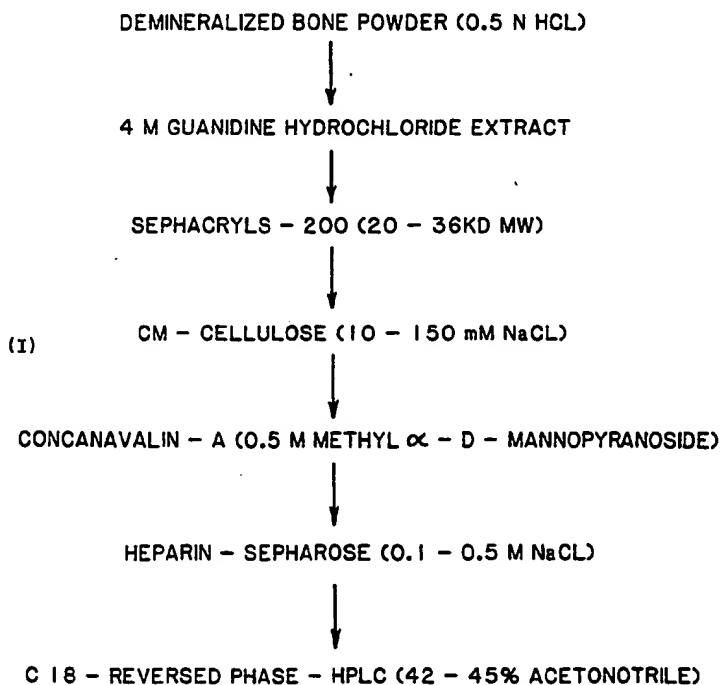 DEMINERALIZED BONE POWDER (0.5 N HCL)
4 M GUANIDINE HYDROCHLORIDE EXTRACT
SEPHACRYLS - 200 (20 - 36KD MW)
(I)
CM - CELLULOSE (10 - 150 mM NaCL)
CONCANAVALIN - A (0.5 M METHYL ∝ - D - MANNOPYRANOSIDE)
HEPARIN - SEPHAROSE (0.1 - 0.5 M NaCL)
C 18 - REVERSED PHASE - HPLC (42 - 45% ACETONOTRILE)